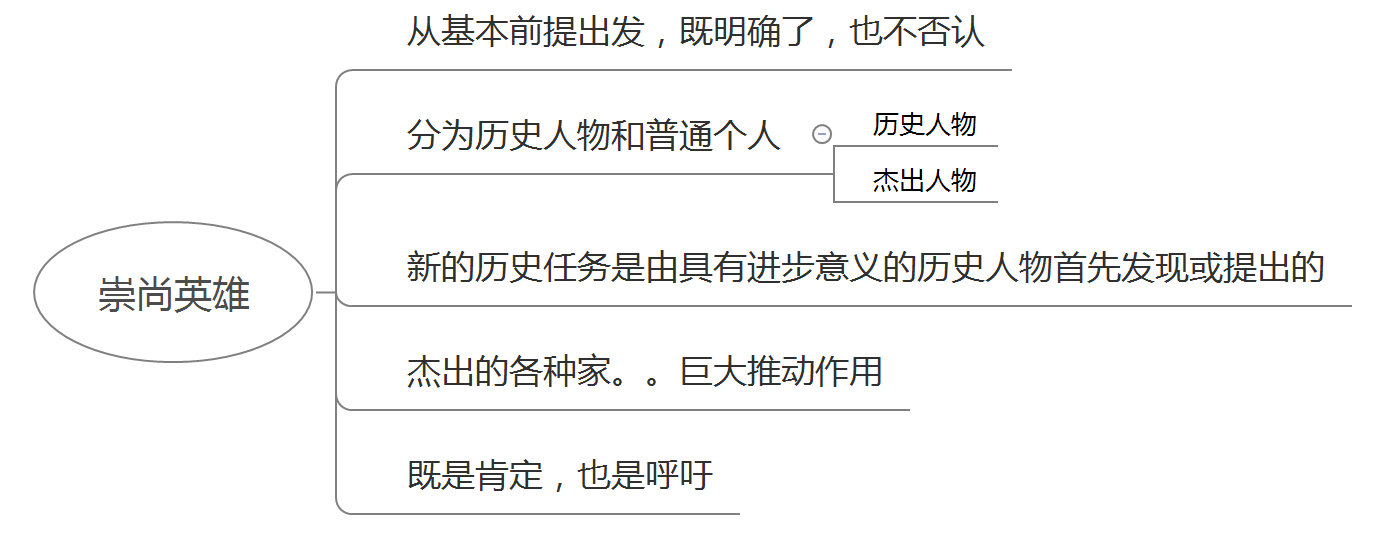 从基本前提出发，既明确了，也不否认
分为历史人物和普通个人
历史人物
杰出人物
新的历史任务是由具有进步意义的历史人物首先发现或提出的
崇尚英雄
杰出的各种家。。巨大推动作用
既是肯定，也是呼吁